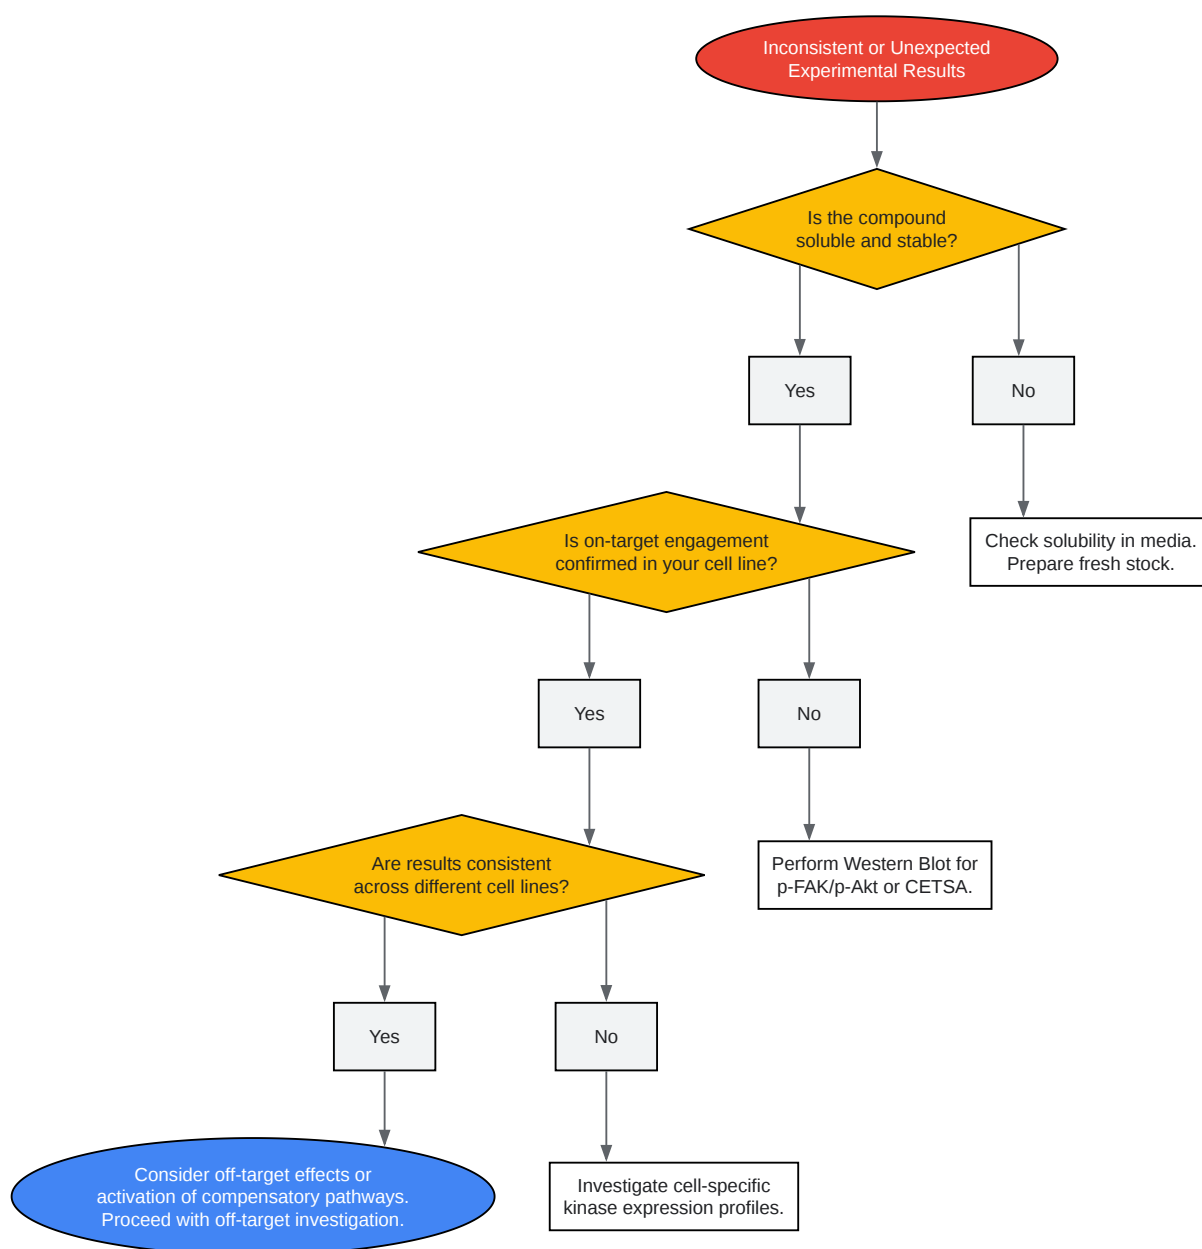 Inconsistent or Unexpected
Experimental Results
Is the compound
soluble and stable?
Yes
No
Check solubility in media.
Prepare fresh stock.
Is on-target engagement
confirmed in your cell line?
Yes
No
Perform Western Blot for
p-FAK/p-Akt or CETSA.
Are results consistent
across different cell lines?
Yes
No
Consider off-target effects or
activation of compensatory pathways.
Proceed with off-target investigation.
Investigate cell-specific
kinase expression profiles.